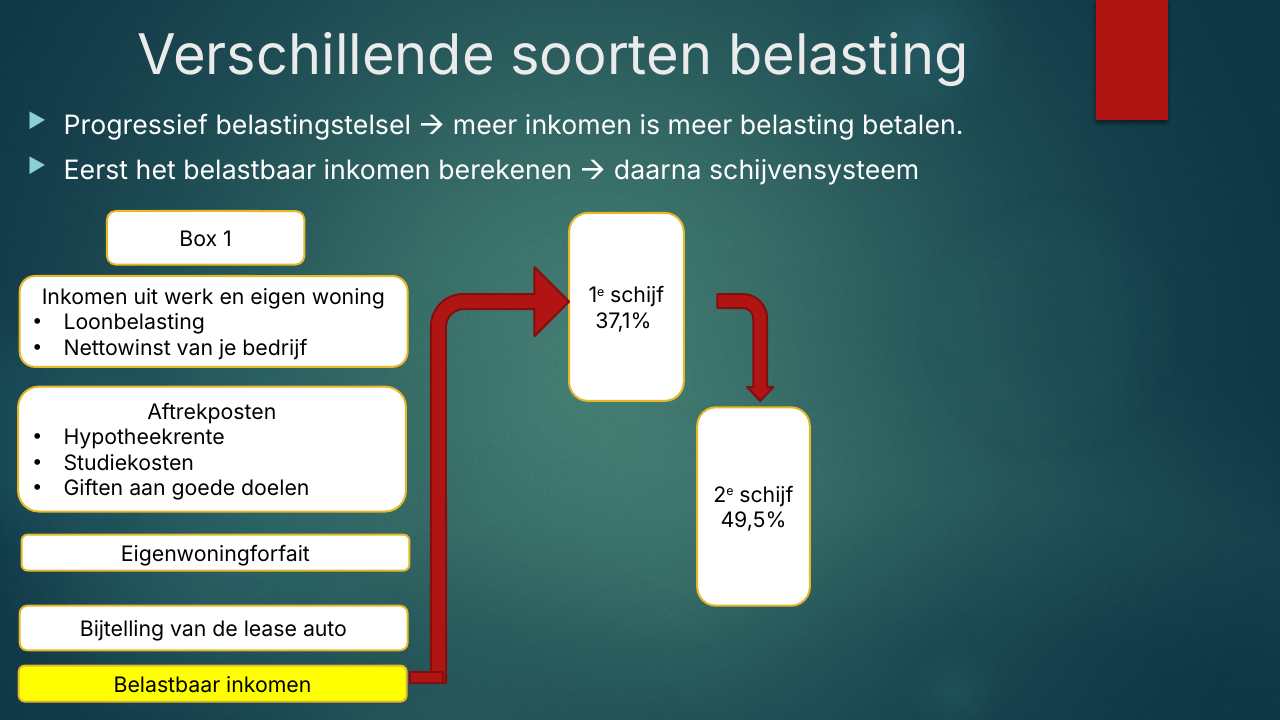 Verschillende soorten belasting
Progressief belastingstelsel → meer inkomen is meer belasting betalen.
Eerst het belastbaar inkomen berekenen → daarna schijvensysteem
Box 1
Inkomen uit werk en eigen woning
• Loonbelasting
• Nettowinst van je bedrijf
Aftrekposten
• Hypotheekrente
• Studiekosten
• Giften aan goede doelen
Eigenwoningforfait
Bijtelling van de lease auto
Belastbaar inkomen
1e schijf
37,1%
2e schijf
49,5%